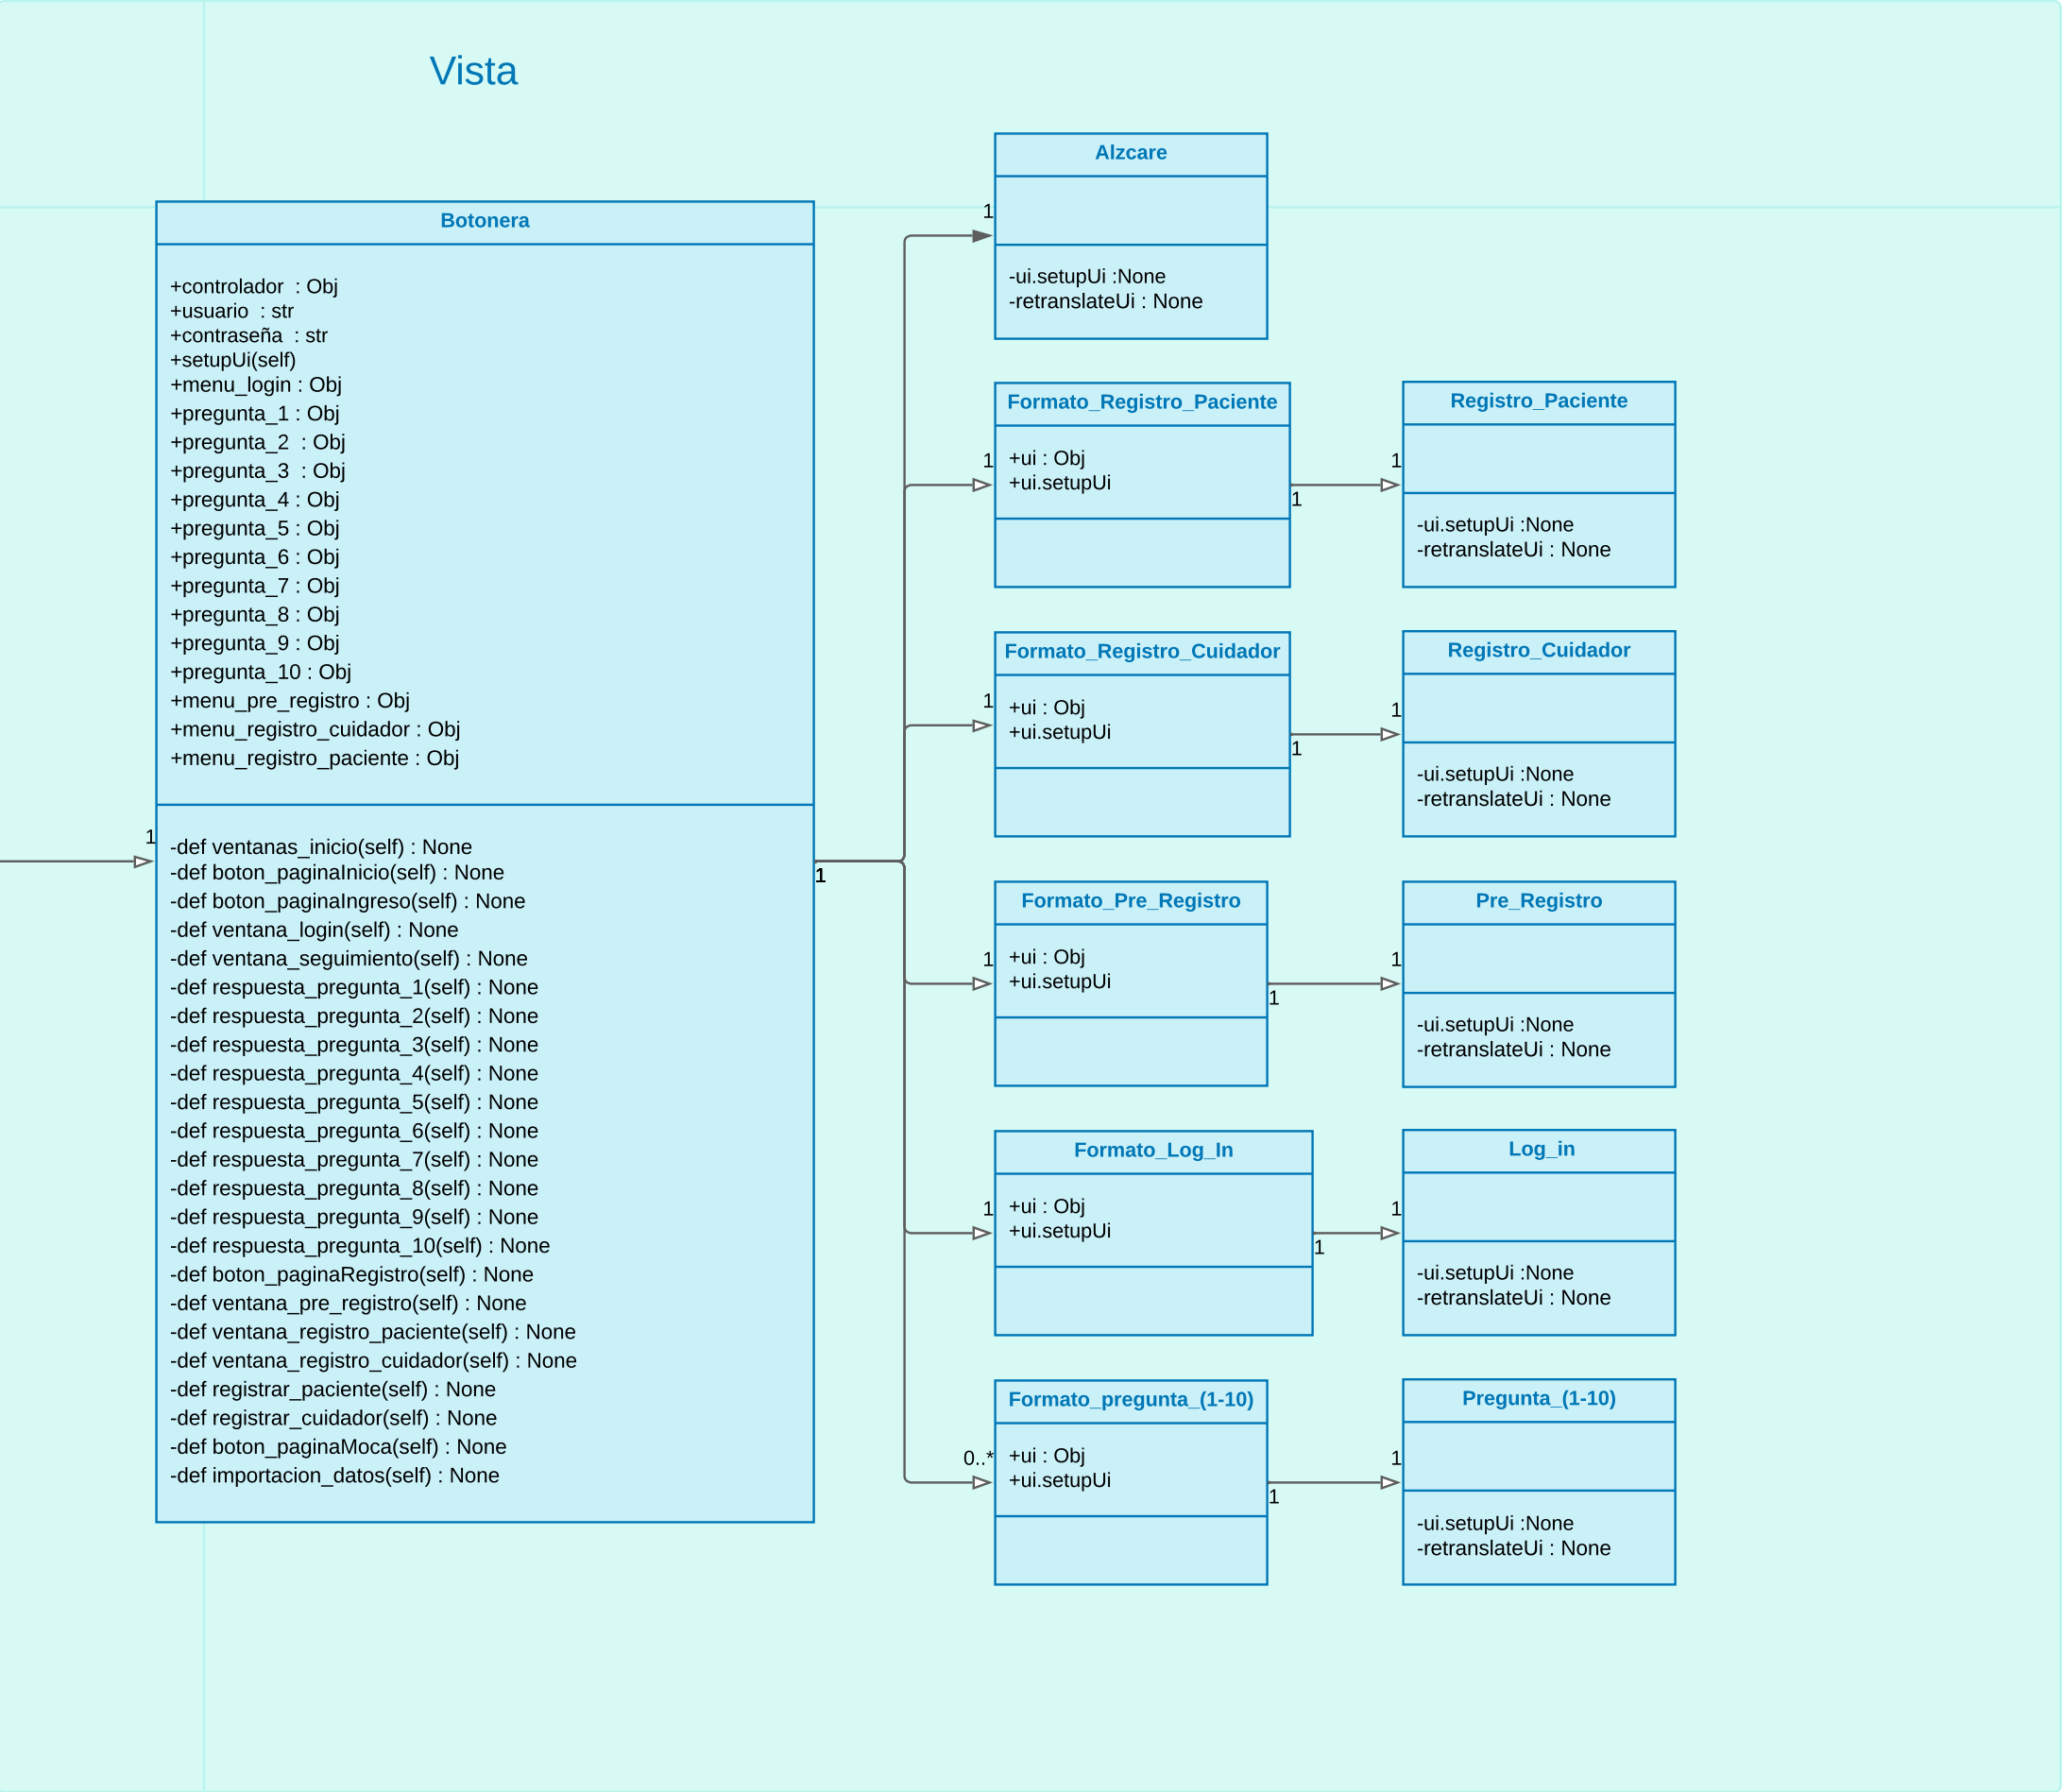 Vista
Botonera
+controlador  : Obj
+usuario  : str
+contraseña  : str
+setupUi(self)
+menu_login : Obj
+pregunta_1 : Obj
+pregunta_2  : Obj
+pregunta_3  : Obj
+pregunta_4 : Obj
+pregunta_5 : Obj
+pregunta_6 : Obj
+pregunta_7 : Obj
+pregunta_8 : Obj
+pregunta_9 : Obj
+pregunta_10 : Obj
+menu_pre_registro : Obj
+menu_registro_cuidador : Obj
+menu_registro_paciente : Obj
1
-def ventanas_inicio(self) : None
-def boton_paginaInicio(self) : None
-def boton_paginaIngreso(self) : None
-def ventana_login(self) : None
-def ventana_seguimiento(self) : None
-def respuesta_pregunta_1(self) : None
-def respuesta_pregunta_2(self) : None
-def respuesta_pregunta_3(self) : None
-def respuesta_pregunta_4(self) : None
-def respuesta_pregunta_5(self) : None
-def respuesta_pregunta_6(self) : None
-def respuesta_pregunta_7(self) : None
-def respuesta_pregunta_8(self) : None
-def respuesta_pregunta_9(self) : None
-def respuesta_pregunta_10(self) : None
-def boton_paginaRegistro(self) : None
-def ventana_pre_registro(self) : None
-def ventana_registro_paciente(self) : None
-def ventana_registro_cuidador(self) : None
-def registrar_paciente(self) : None
-def registrar_cuidador(self) : None
-def boton_paginaMoca(self) : None
-def importacion_datos(self) : None
1
Alzcare
1
-ui.setupUi :None
-retranslateUi : None
Formato_Registro_Paciente
1
+ui : Obj
+ui.setupUi
1
Registro_Paciente
1
-ui.setupUi :None
-retranslateUi : None
Formato_Registro_Cuidador
1
+ui : Obj
+ui.setupUi
1
Registro_Cuidador
1
-ui.setupUi :None
-retranslateUi : None
Formato_Pre_Registro
1
+ui : Obj
+ui.setupUi
1
Pre_Registro
1
-ui.setupUi :None
-retranslateUi : None
Formato_Log_In
1
+ui : Obj
+ui.setupUi
1
Log_in
1
-ui.setupUi :None
-retranslateUi : None
Formato_pregunta_(1-10)
0..*
+ui : Obj
+ui.setupUi
1
Pregunta_(1-10)
1
-ui.setupUi :None
-retranslateUi : None